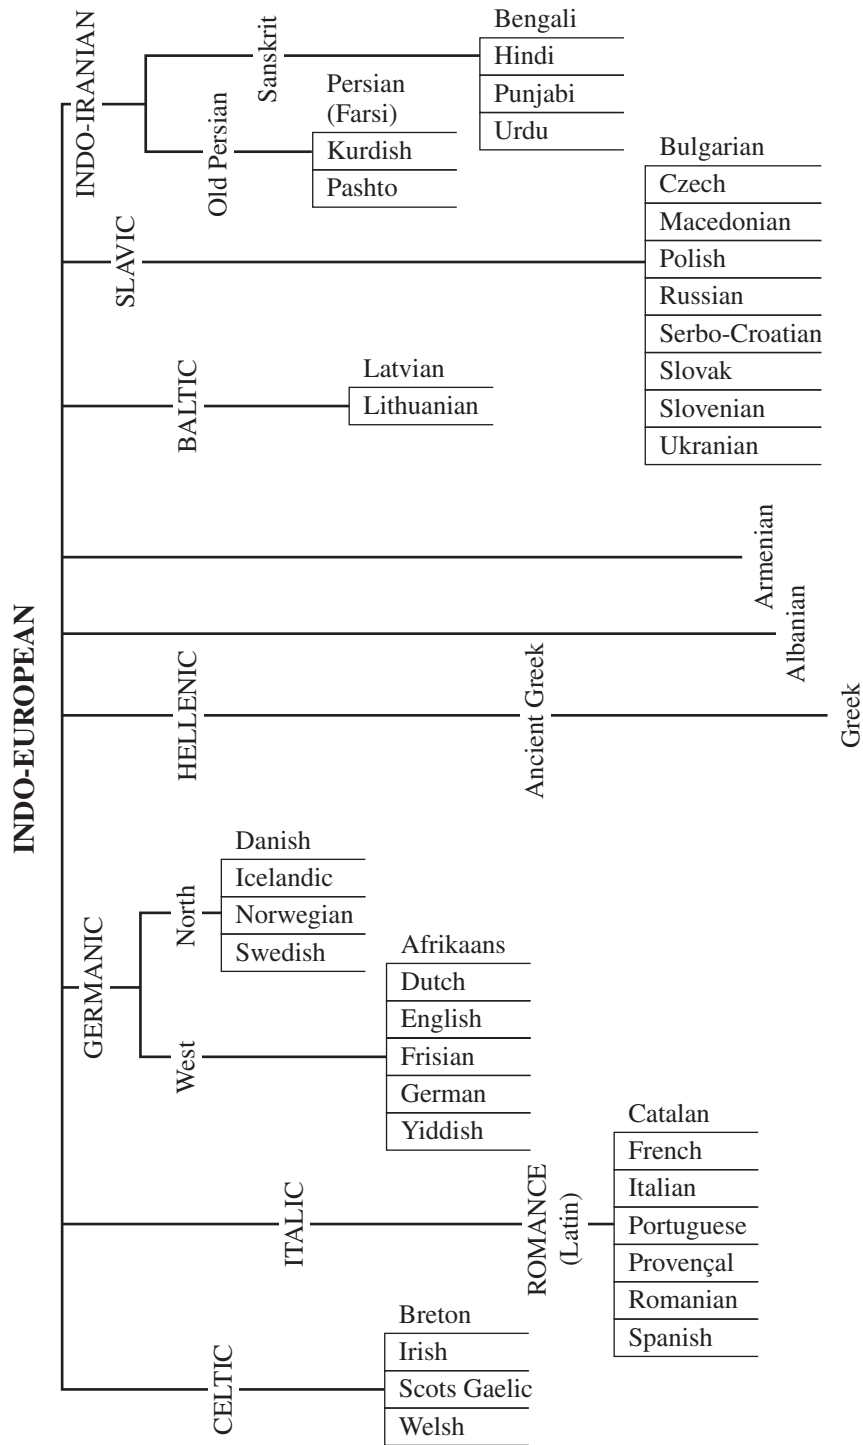 INDO-EUROPEAN
INDO-IRANIAN
Sanskrit
Bengali
Hindi
Punjabi
Urdu
Old Persian
Persian
(Farsi)
Kurdish
Pashto
SLAVIC
Bulgarian
Czech
Macedonian
Polish
Russian
Serbo-Croatian
Slovak
Slovenian
Ukranian
BALTIC
Latvian
Lithuanian
Armenian
Albanian
HELLENIC
Ancient Greek
Greek
GERMANIC
North
Danish
Icelandic
Norwegian
Swedish
West
Afrikaans
Dutch
English
Frisian
German
Yiddish
ITALIC
ROMANCE
(Latin)
Catalan
French
Italian
Portuguese
Provençal
Romanian
Spanish
CELTIC
Breton
Irish
Scots Gaelic
Welsh